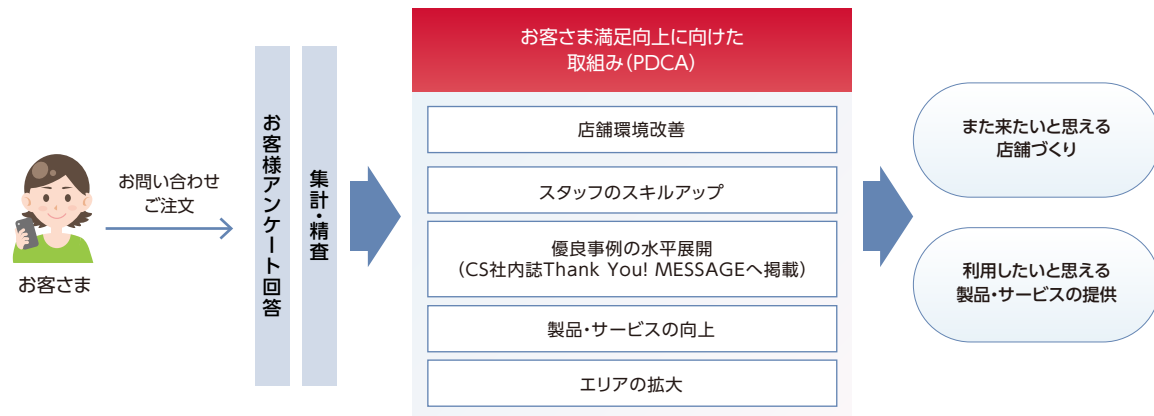 お客さま
お問い合わせ
ご注文
お客様アンケート回答
集計・精査
お客さま満足向上に向けた
取組み(PDCA)
店舗環境改善
スタッフのスキルアップ
優良事例の水平展開
(CS社内誌Thank You! MESSAGEへ掲載)
製品・サービスの向上
エリアの拡大
また来たいと思える
店舗づくり
利用したいと思える
製品・サービスの提供